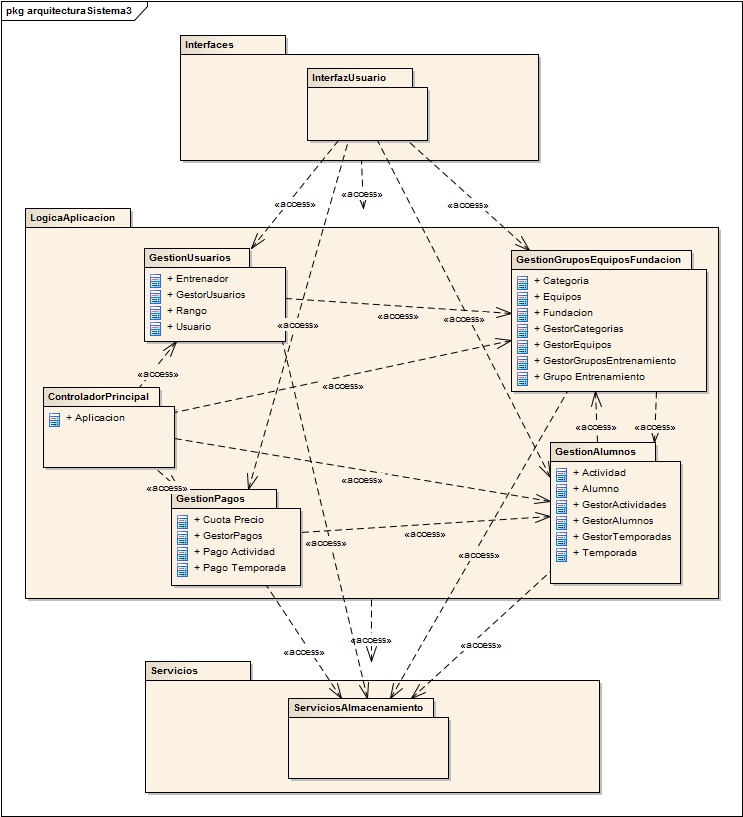 pkg arquitecturaSistema3
Interfaces
InterfazUsuario
«access»
«access»
«access»
LogicaAplicacion
GestionUsuarios
+ Entrenador
+ GestorUsuarios
+ Rango
+ Usuario
GestionGruposEquiposFundacion
+ Categoria
+ Equipos
+ Fundacion
+ GestorCategorias
+ GestorEquipos
+ GestorGruposEntrenamiento
+ Grupo Entrenamiento
«access»
«access»
«access»
«access»
«access»
ControladorPrincipal
+ Aplicacion
«access»
«access»
«access»
«access»
GestionAlumnos
+ Actividad
+ Alumno
+ GestorActividades
+ GestorAlumnos
+ GestorTemporadas
+ Temporada
GestionPagos
+ Cuota Precio
+ GestorPagos
+ Pago Actividad
+ Pago Temporada
«access»
«access»
«access»
«access»
«access»
«access»
Servicios
ServiciosAlmacenamiento